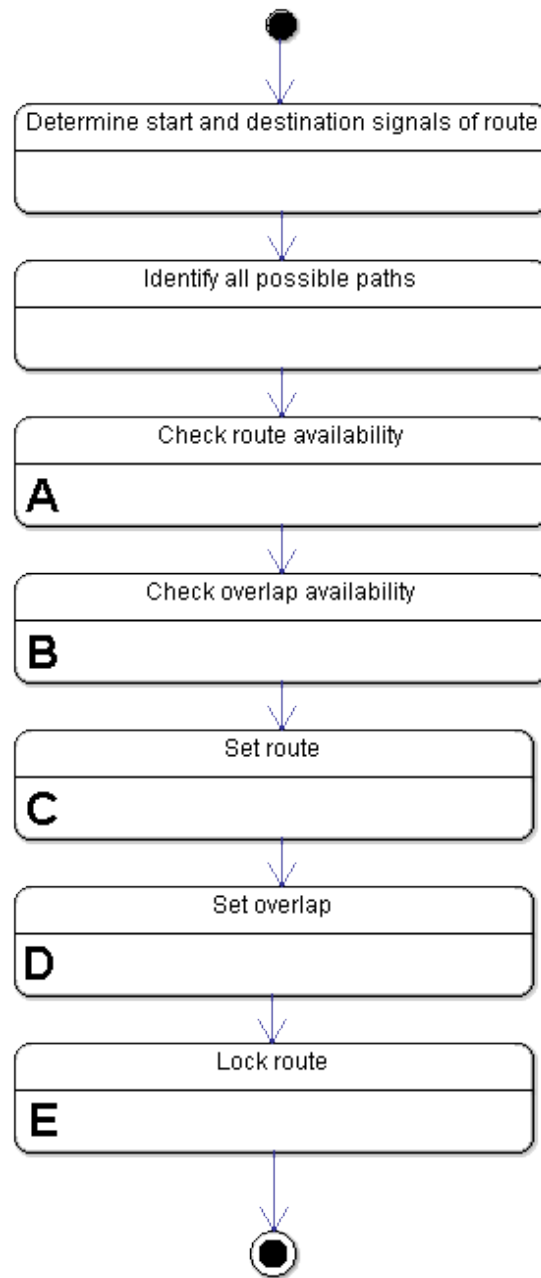 Determine start and destination signals of route
Identify all possible paths
Check route availability
A
Check overlap availability
B
Set route
C
Set overlap
D
Lock route
E